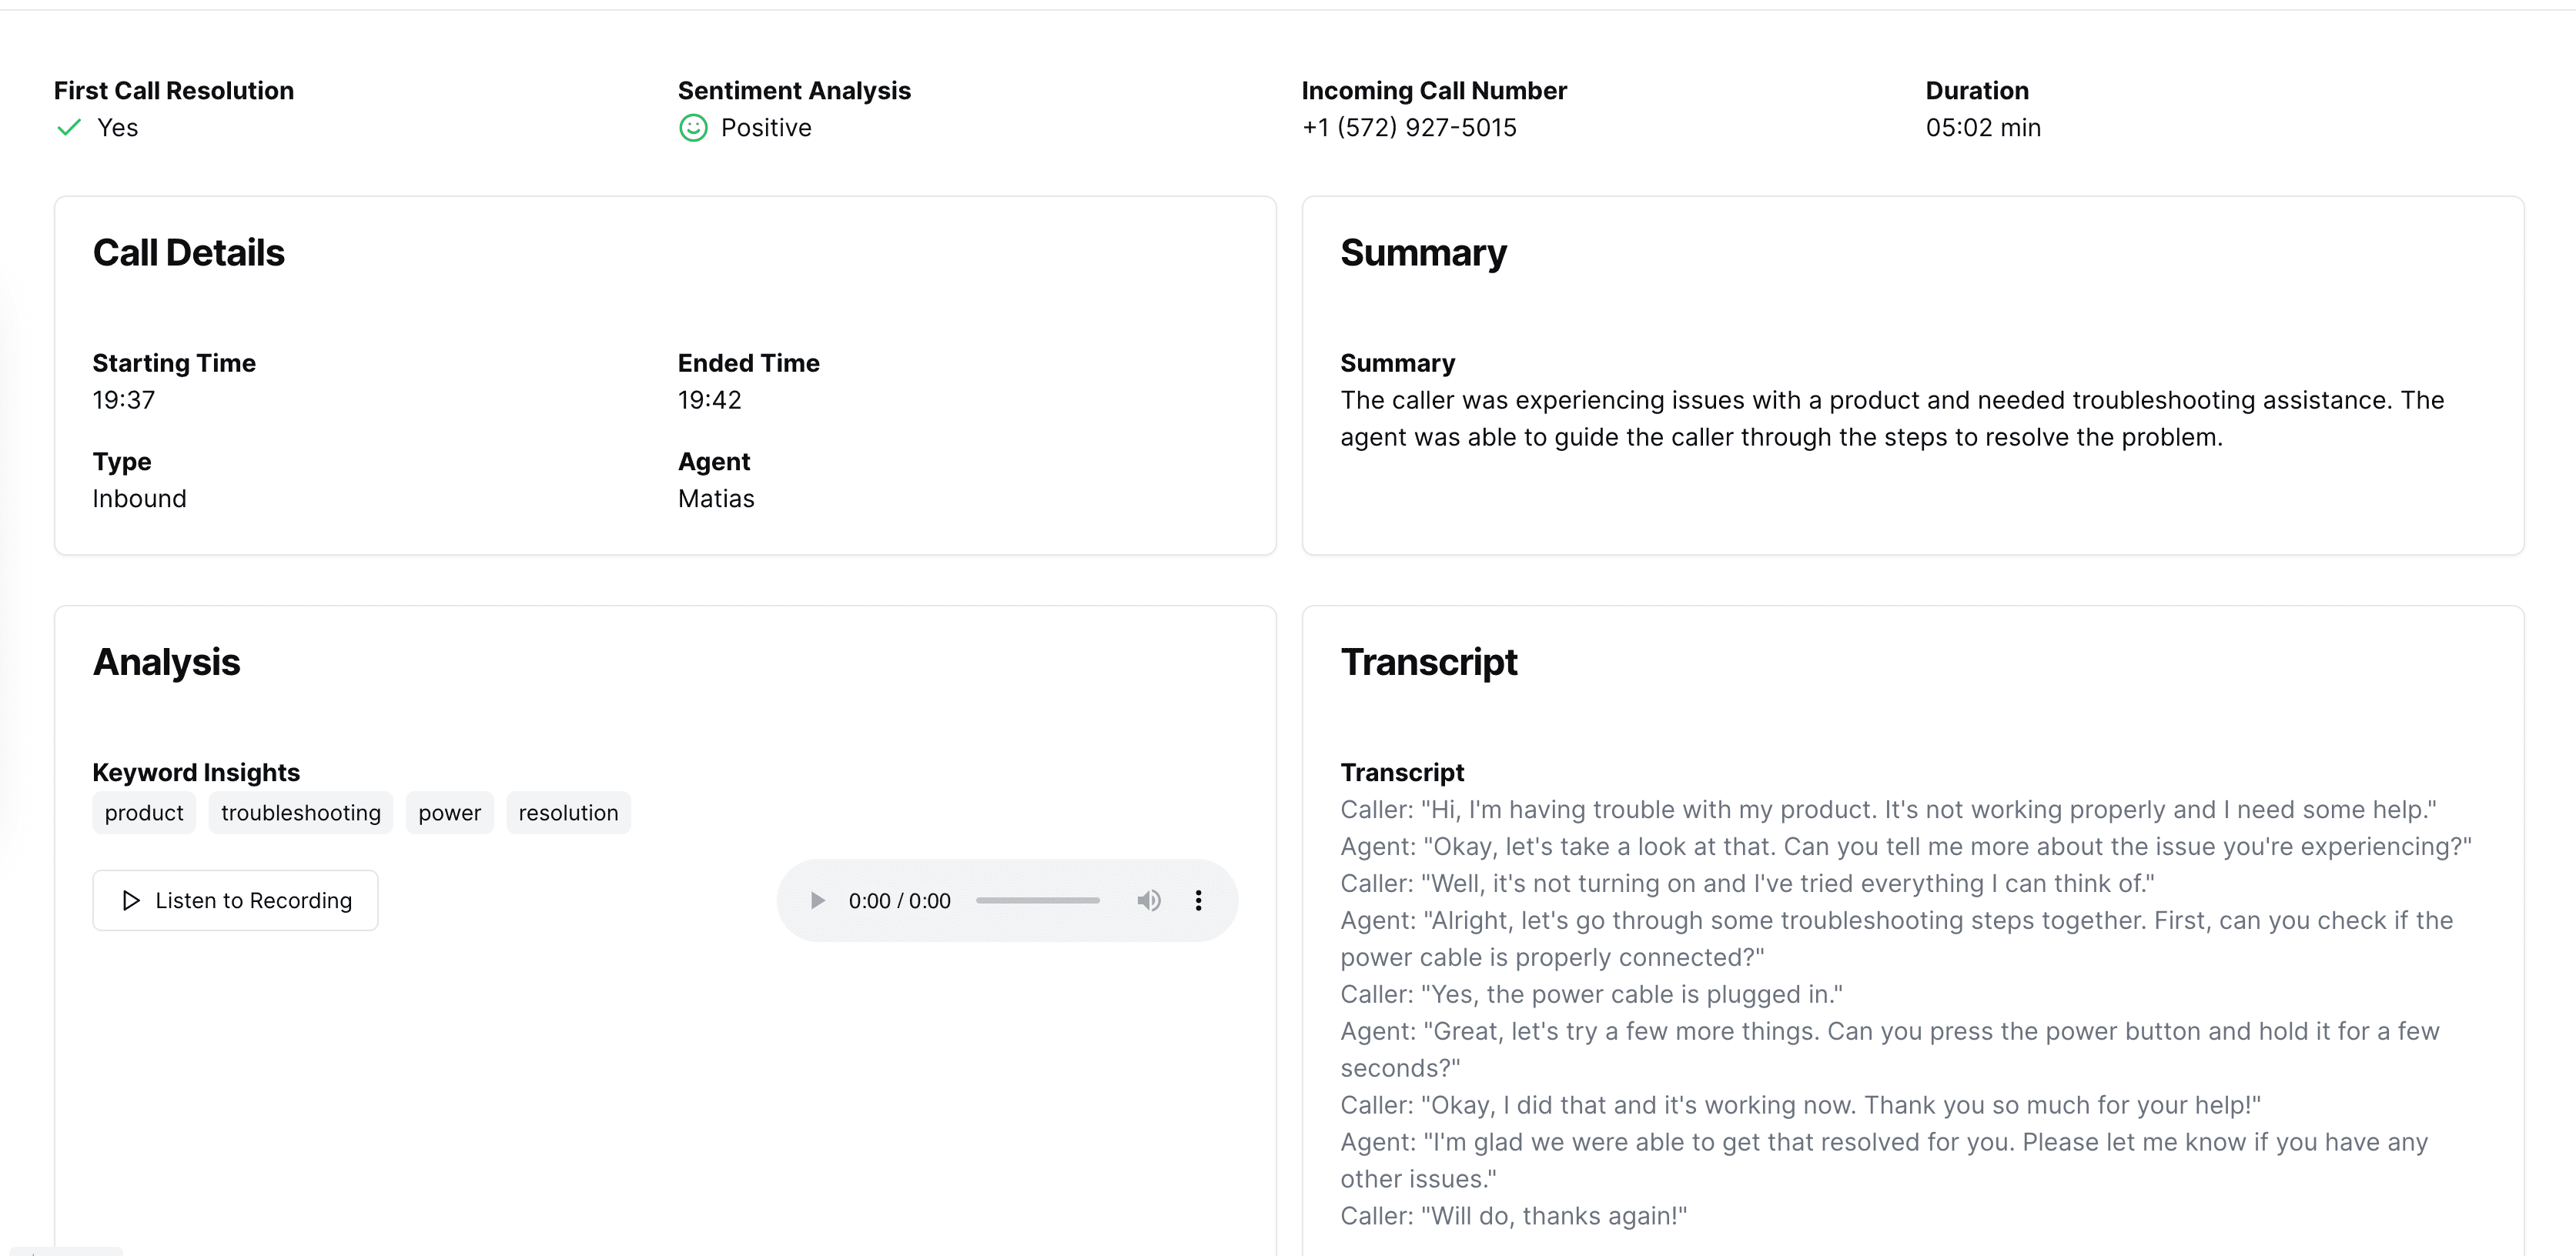 First Call Resolution
Yes
Sentiment Analysis
Positive
Incoming Call Number
+1 (572) 927-5015
Duration
05:02 min
Call Details
Starting Time
19:37
Ended Time
19:42
Type
Inbound
Agent
Matias
Summary
Summary
The caller was experiencing issues with a product and needed troubleshooting assistance. The
agent was able to guide the caller through the steps to resolve the problem.
Analysis
Keyword Insights
product troubleshooting power resolution
Listen to Recording
0:00 / 0:00
Transcript
Transcript
Caller: "Hi, I'm having trouble with my product. It's not working properly and I need some help."
Agent: "Okay, let's take a look at that. Can you tell me more about the issue you're experiencing?"
Caller: "Well, it's not turning on and I've tried everything I can think of."
Agent: "Alright, let's go through some troubleshooting steps together. First, can you check if the
power cable is properly connected?"
Caller: "Yes, the power cable is plugged in."
Agent: "Great, let's try a few more things. Can you press the power button and hold it for a few
seconds?"
Caller: "Okay, I did that and it's working now. Thank you so much for your help!"
Agent: "I'm glad we were able to get that resolved for you. Please let me know if you have any
other issues."
Caller: "Will do, thanks again!"